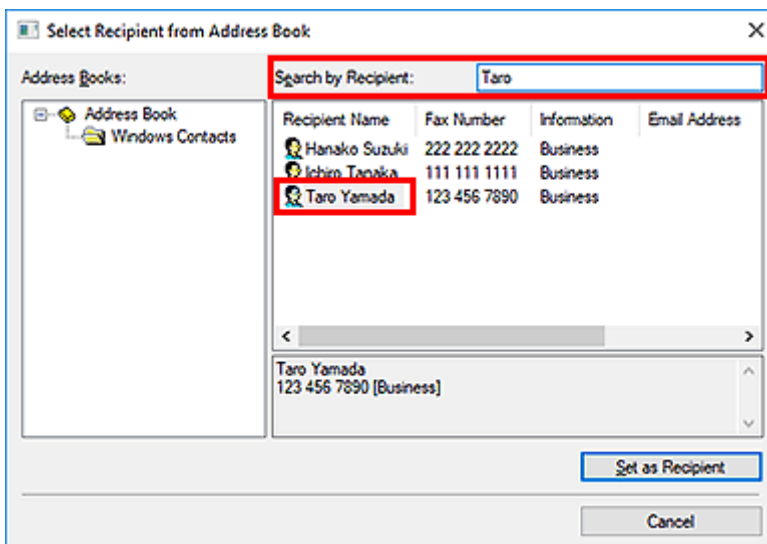 Select Recipient from Address Book
Address Books:
Search by Recipient: Taro
Address Book
Windows Contacts
Recipient Name Fax Number Information Email Address
Hanako Suzuki 222 222 2222 Business
Ichiro Tanaka 111 111 1111 Business
Taro Yamada 123 456 7890 Business
Taro Yamada
123 456 7890 [Business]
Set as Recipient
Cancel